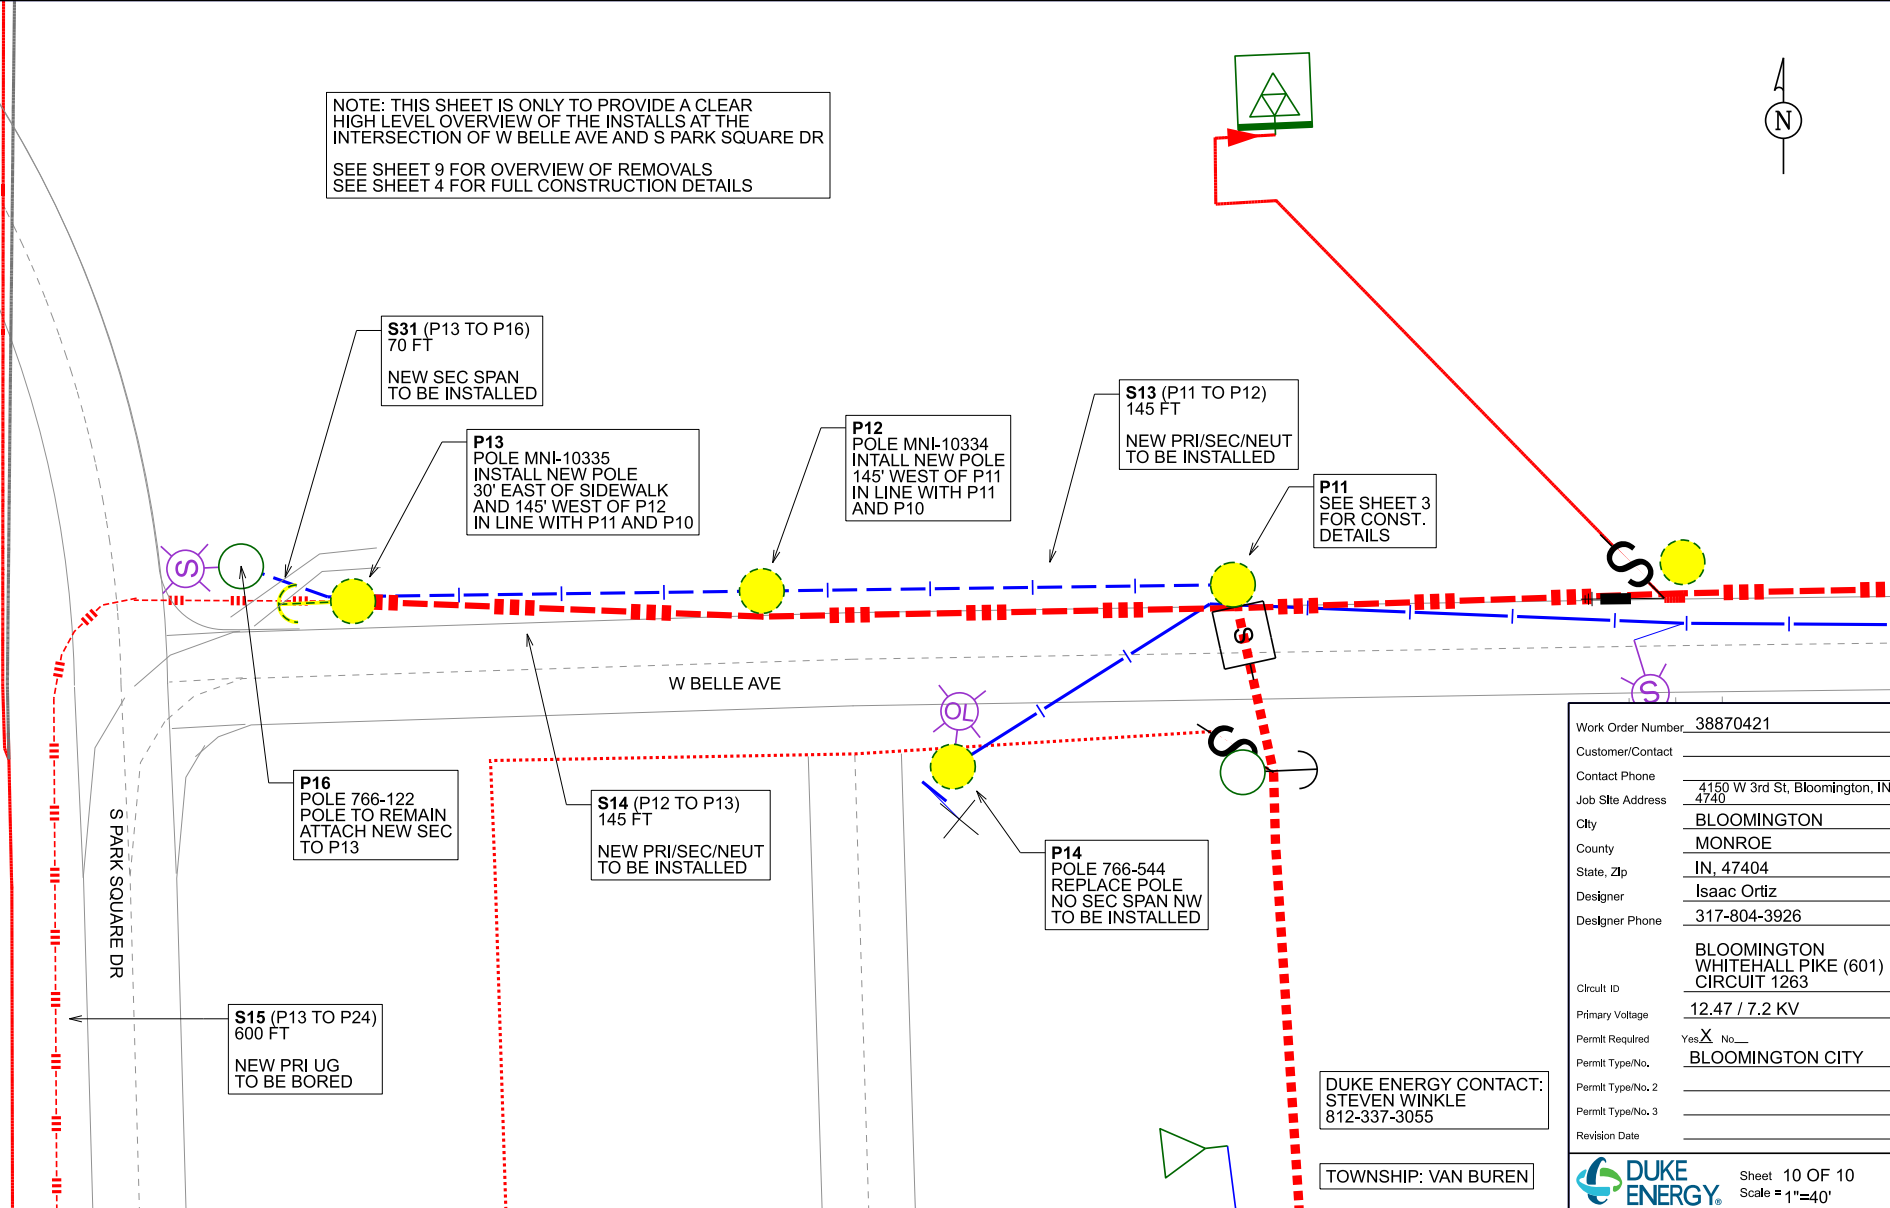 NOTE: THIS SHEET IS ONLY TO PROVIDE A CLEAR
HIGH LEVEL OVERVIEW OF THE INSTALLS AT THE
INTERSECTION OF W BELLE AVE AND S PARK SQUARE DR
SEE SHEET 9 FOR OVERVIEW OF REMOVALS
SEE SHEET 4 FOR FULL CONSTRUCTION DETAILS
N
S31 (P13 TO P16)
70 FT
NEW SEC SPAN
TO BE INSTALLED
P13
POLE MNI-10335
INSTALL NEW POLE
30' EAST OF SIDEWALK
AND 145' WEST OF P12
IN LINE WITH P11 AND P10
P12
POLE MNI-10334
INTALL NEW POLE
145' WEST OF P11
IN LINE WITH P11
AND P10
S13 (P11 TO P12)
145 FT
NEW PRI/SEC/NEUT
TO BE INSTALLED
P11
SEE SHEET 3
FOR CONST.
DETAILS
S
S
S
W BELLE AVE
OL
S
S
P16
POLE 766-122
POLE TO REMAIN
ATTACH NEW SEC
TO P13
S14 (P12 TO P13)
145 FT
NEW PRI/SEC/NEUT
TO BE INSTALLED
P14
POLE 766-544
REPLACE POLE
NO SEC SPAN NW
TO BE INSTALLED
S PARK SQUARE DR
S15 (P13 TO P24)
600 FT
NEW PRI UG
TO BE BORED
DUKE ENERGY CONTACT:
STEVEN WINKLE
812-337-3055
TOWNSHIP: VAN BUREN
Work Order Number 38870421
Customer/Contact
Contact Phone
Job Site Address 4150 W 3rd St, Bloomington, IN
4740
City BLOOMINGTON
County MONROE
State, Zip IN, 47404
Designer Isaac Ortiz
Designer Phone 317-804-3926
BLOOMINGTON
WHITEHALL PIKE (601)
Circuit ID CIRCUIT 1263
Primary Voltage 12.47 / 7.2 KV
Permit Required Yes X No
Permit Type/No. BLOOMINGTON CITY
Permit Type/No. 2
Permit Type/No. 3
Revision Date
DUKE
ENERGY®
Sheet 10 OF 10
Scale = 1"=40'